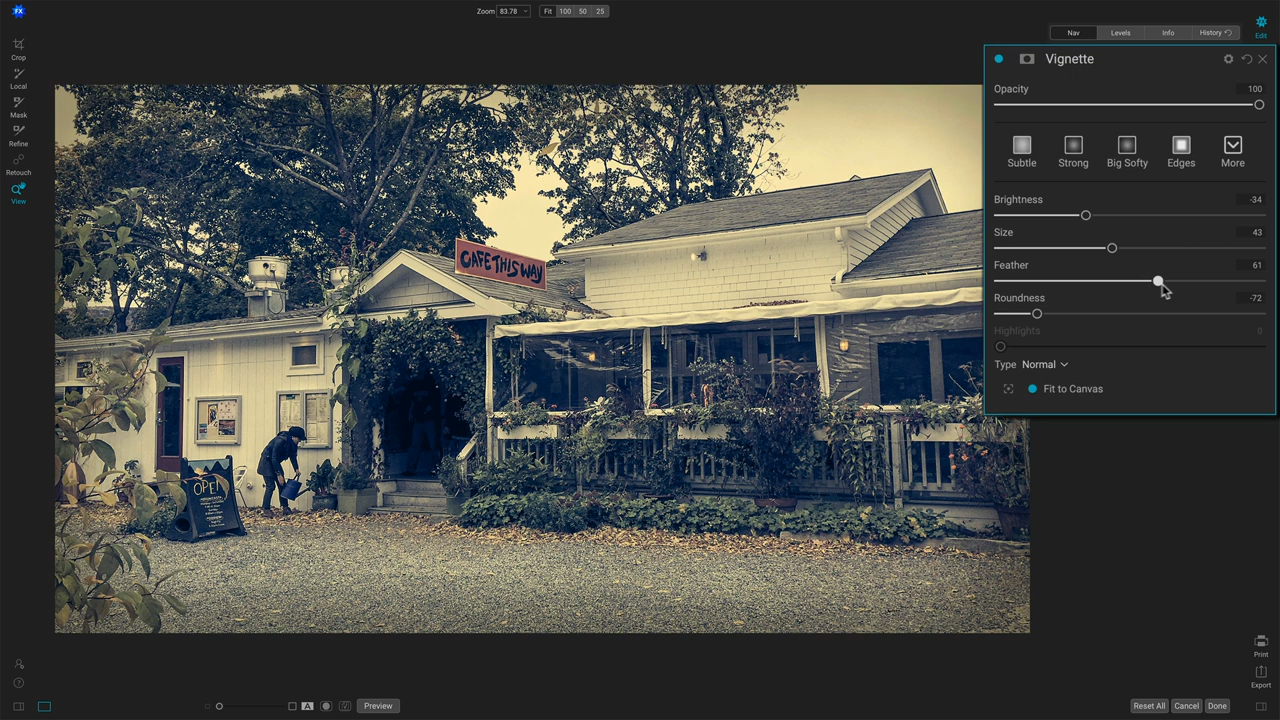 FX
Zoom 83.78
Fit 100 50 25
Edit
Nav Levels Info History
Crop
Local
Mask
Refine
Retouch
View
Vignette
Opacity 100
Subtle Strong Big Softy Edges More
Brightness -34
Size 43
Feather 61
Roundness -72
Highlights 0
Type Normal
Fit to Canvas
CAFE THIS WAY
OPEN
Print
Export
?
A
Preview
Reset All Cancel Done